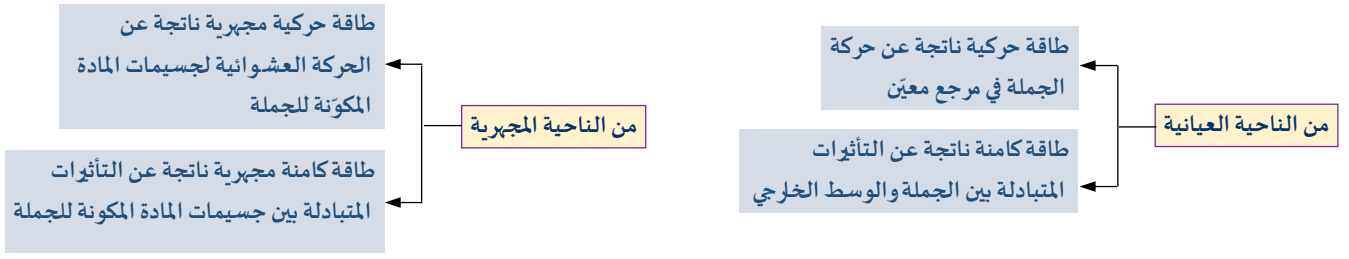 من الناحية العيانية
طاقة حركية ناتجة عن حركة
الجملة في مرجع معيّن
طاقة كامنة ناتجة عن التأثيرات
المتبادلة بين الجملة والوسط الخارجي
من الناحية المجهرية
طاقة حركية مجهرية ناتجة عن
الحركة العشوائية لجسيمات المادة
المكوّنة للجملة
طاقة كامنة مجهرية ناتجة عن التأثيرات
المتبادلة بين جسيمات المادة المكونة للجملة